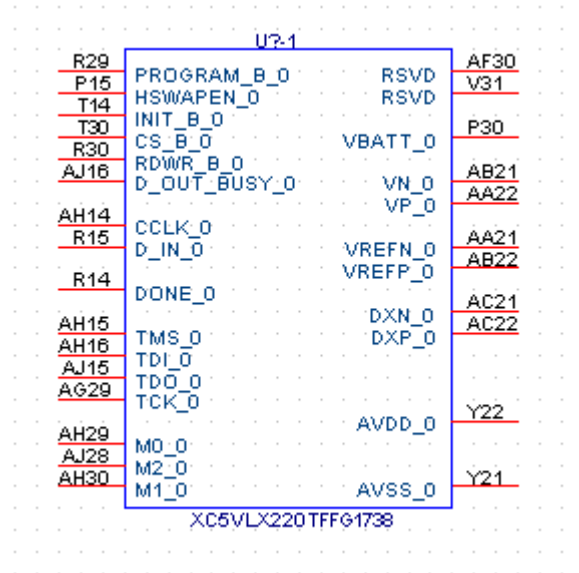 U?-1
R29 PROGRAM_B_0 RSVD AF30
P15 HSWAPEN_0 RSVD V31
T14 INIT_B_0
T30 CS_B_0 VBATT_0 P30
R30 RDWR_B_0
AJ16 D_OUT_BUSY_0 VN_0 AB21
VP_0 AA22
AH14 CCLK_0
R15 D_IN_0 VREFN_0 AA21
VREFP_0 AB22
R14 DONE_0
DXN_0 AC21
AH15 TMS_0 DXP_0 AC22
AH16 TDI_0
AJ15 TDO_0
AG29 TCK_0
AVDD_0 Y22
AH29 M0_0
AJ28 M2_0
AH30 M1_0 AVSS_0 Y21
XC5VLX220TFFG1738